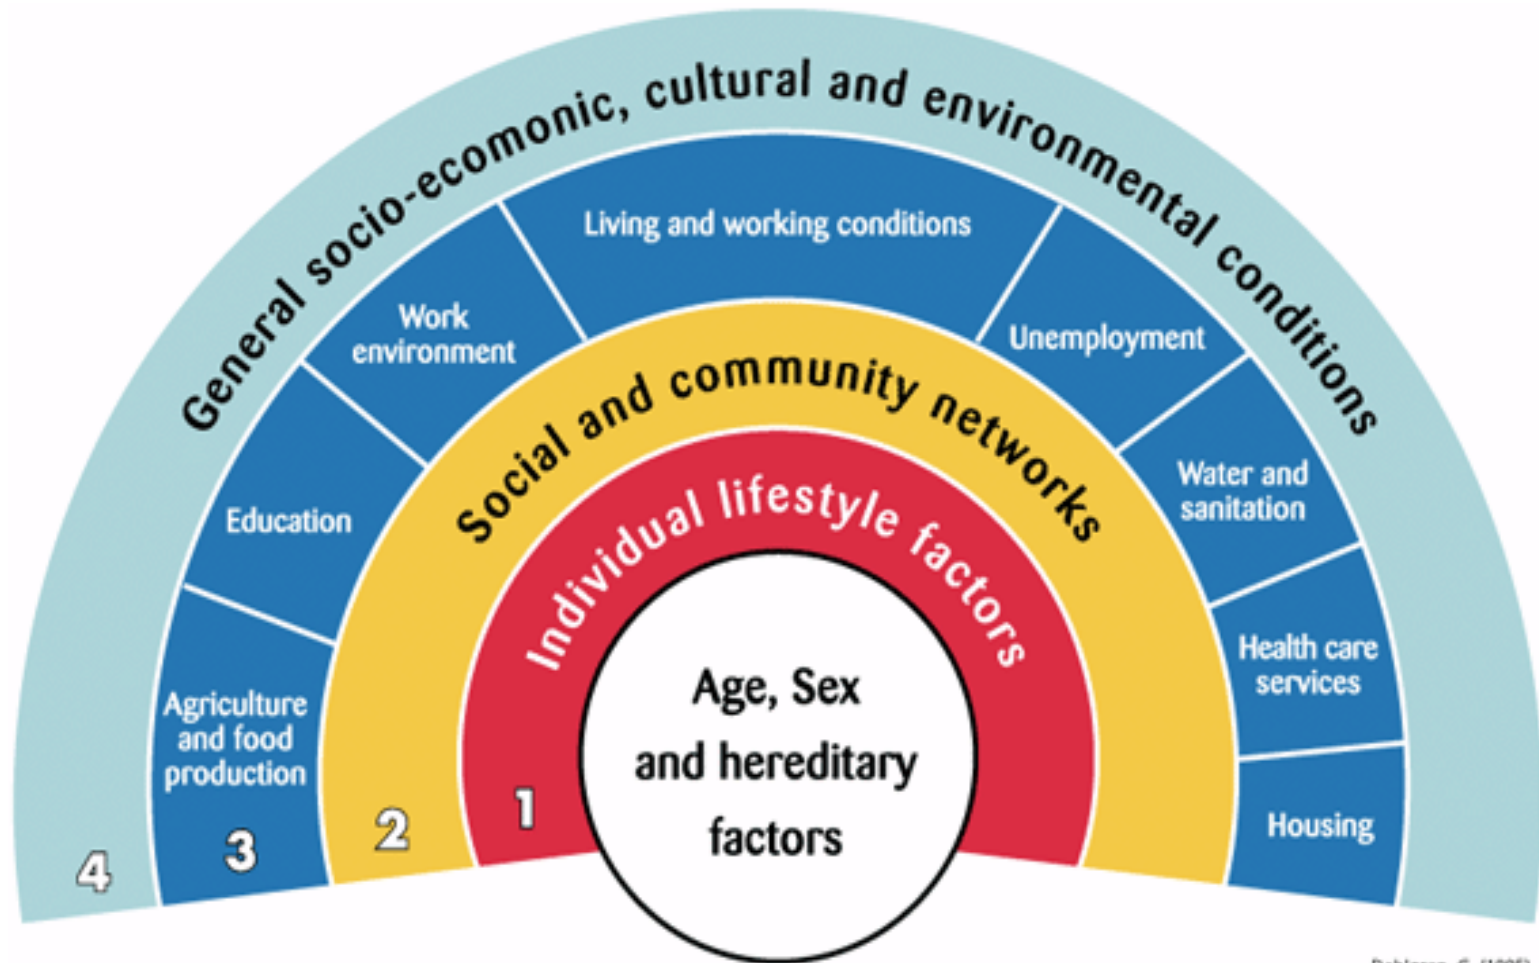 General socio-ecomonic, cultural and environmental conditions
Living and working conditions
Work
environment
Unemployment
Education
Water and
sanitation
Agriculture
and food
production
Health care
services
Housing
Social and community networks
Individual lifestyle factors
Age, Sex
and hereditary
factors
1
2
3
4